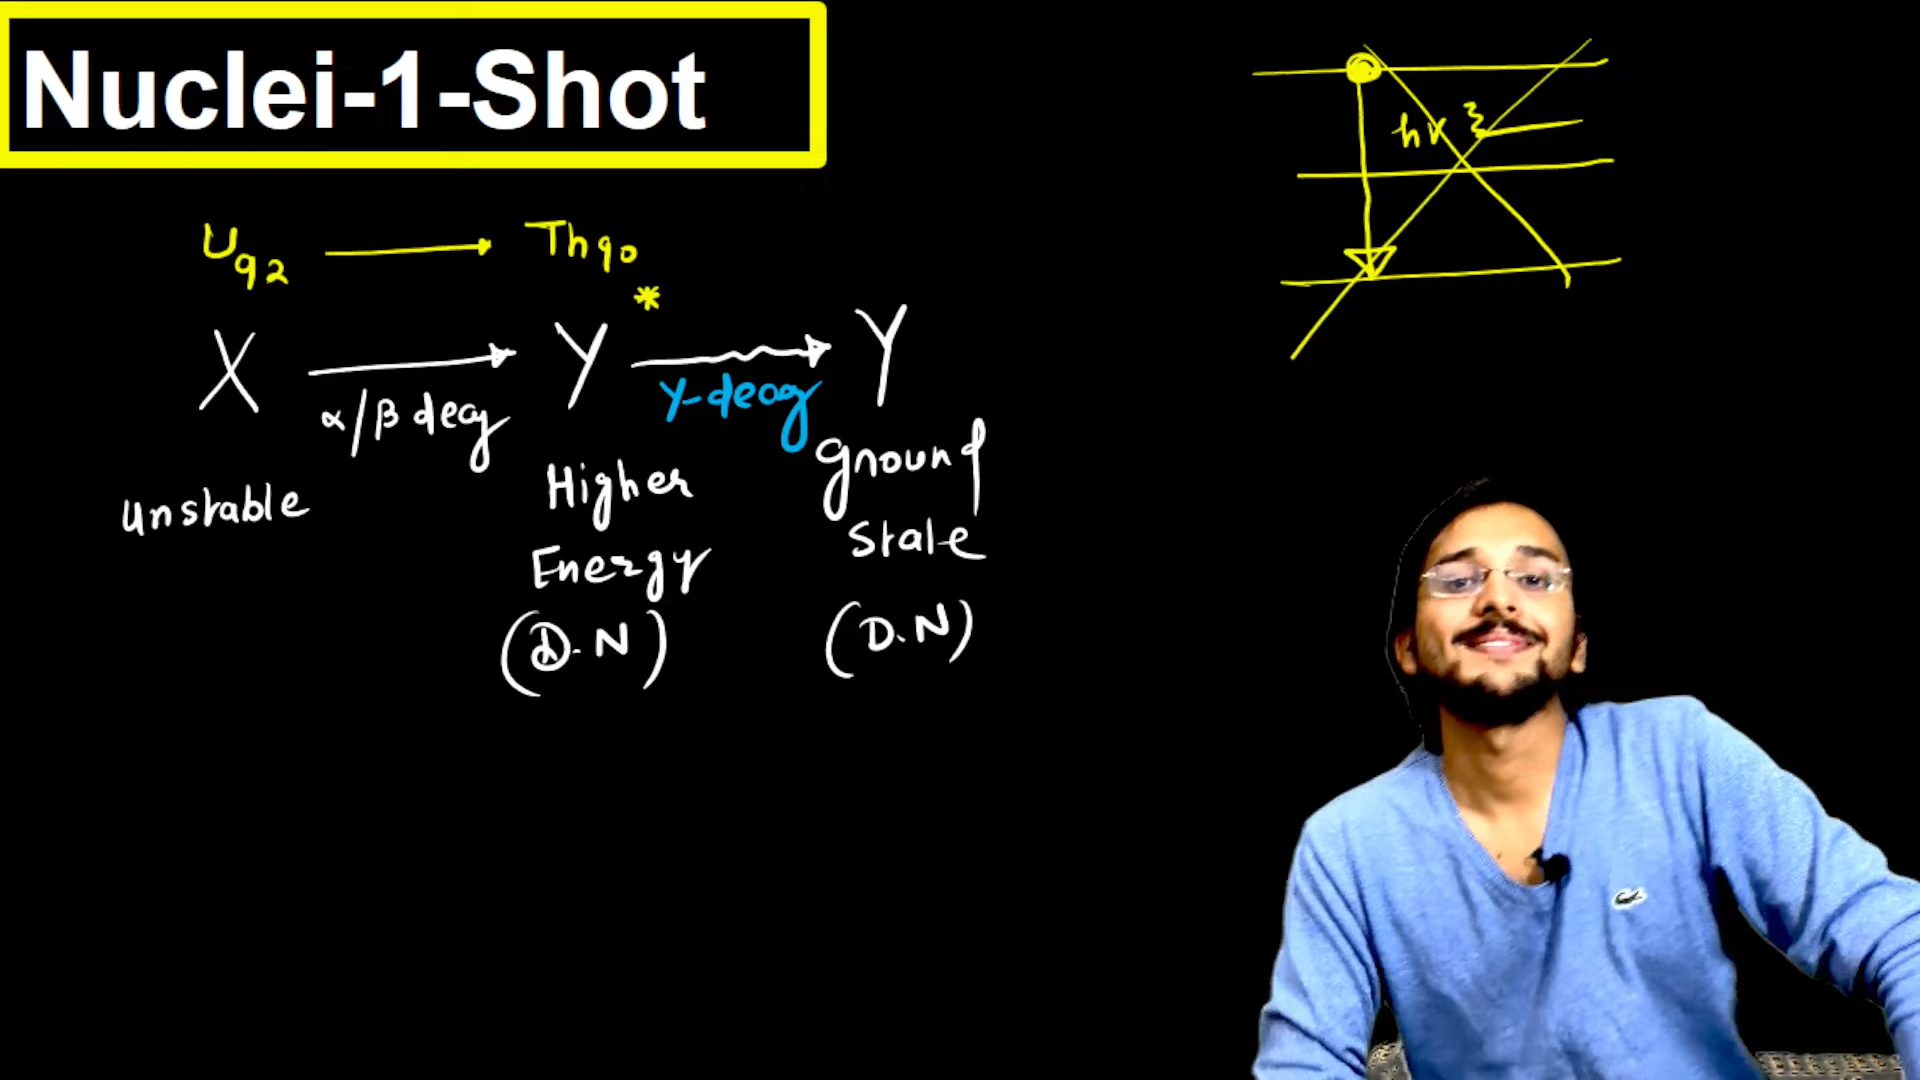 Nuclei-1-Shot
hν
U92 → Th90
X → Y* → Y
α/β decay γ-decay
Unstable Higher ground
Energy state
(D.N) (D.N)